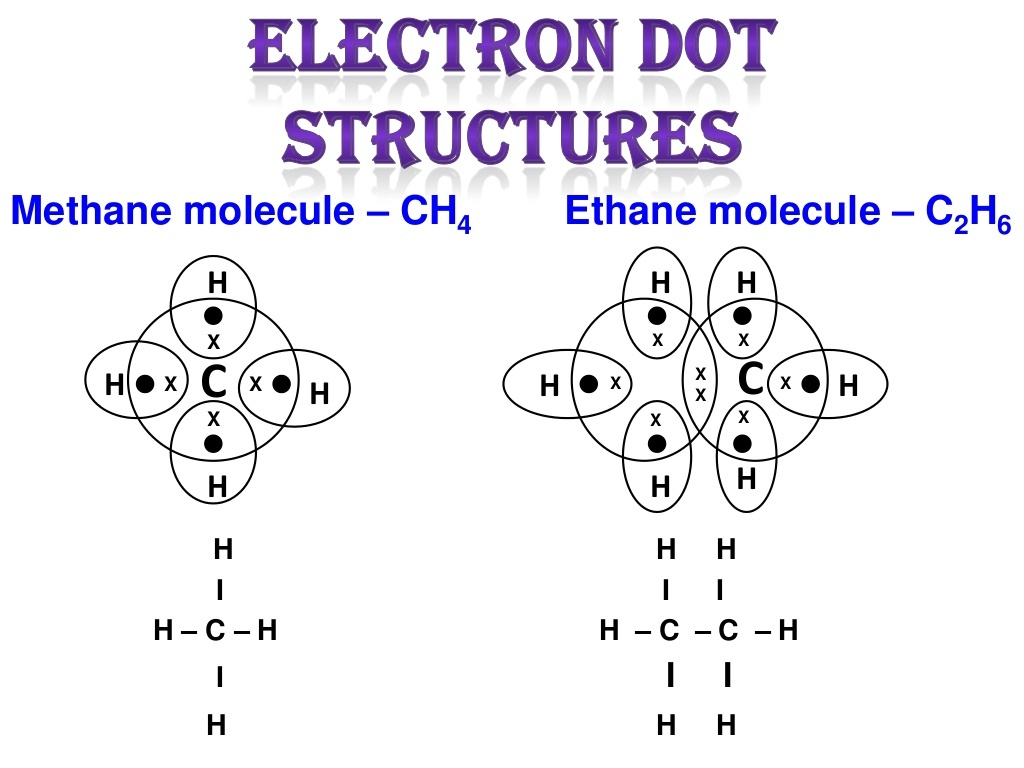 ELECTRON DOT
STRUCTURES
Methane molecule – CH₄
Ethane molecule – C₂H₆
H
x
H x C x H
x
H
H H
x x
H x x C x H
x
x x
H H
H
I
H – C – H
I
H
H H
I I
H – C – C – H
I I
H H